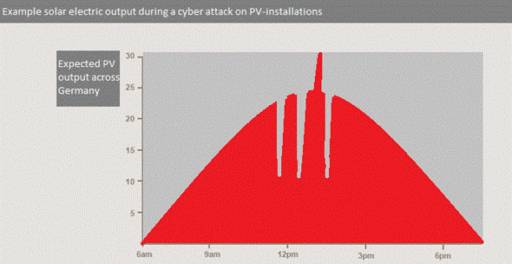 Example solar electric output during a cyber attack on PV-installations
Expected PV
output across
Germany
30
25
20
15
10
5
6am
9am
12pm
3pm
6pm